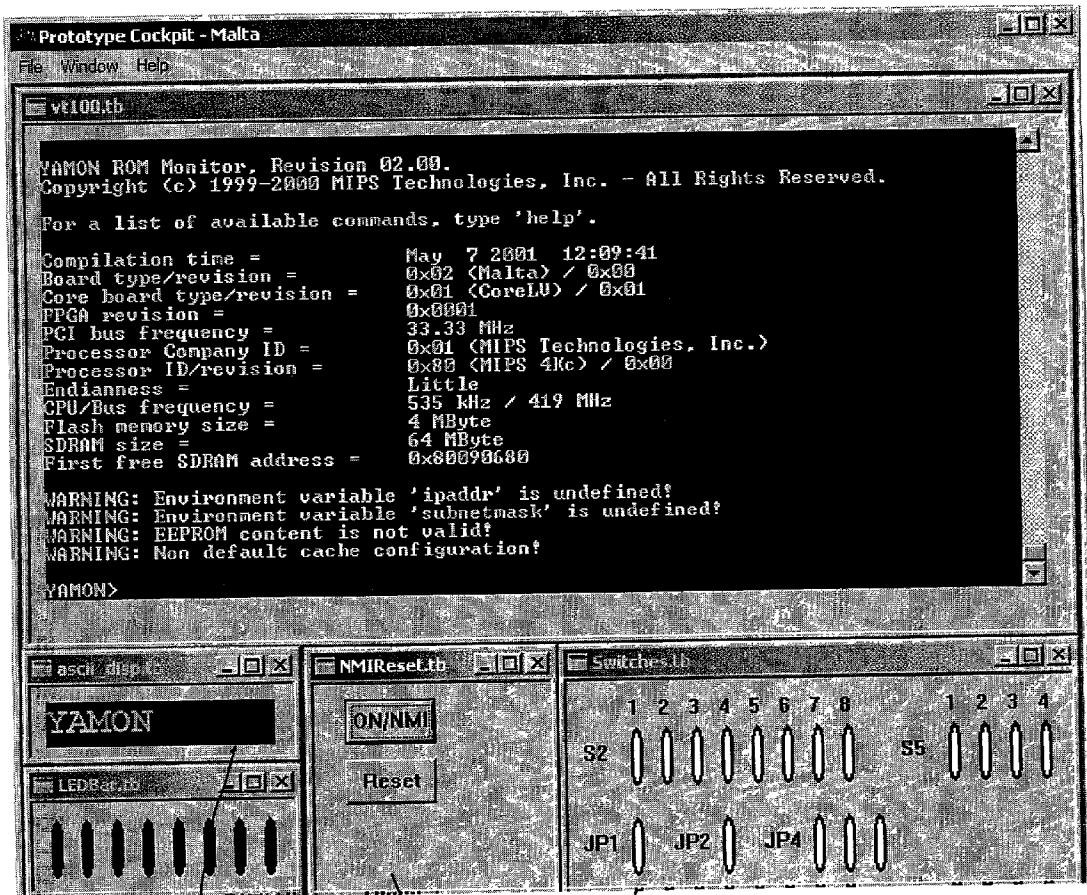 Prototype Cockpit - Malta
File Window Help
vt100.tb
YAMON ROM Monitor, Revision 02.00.
Copyright (c) 1999-2000 MIPS Technologies, Inc. - All Rights Reserved.
For a list of available commands, type 'help'.
Compilation time = May 7 2001 12:09:41
Board type/revision = 0x02 (Malta) / 0x00
Core board type/revision = 0x01 (CoreLV) / 0x01
FPGA revision = 0x0001
PCI bus frequency = 33.33 MHz
Processor Company ID = 0x01 (MIPS Technologies, Inc.)
Processor ID/revision = 0x80 (MIPS 4Kc) / 0x00
Endianness = Little
CPU/Bus frequency = 535 kHz / 419 MHz
Flash memory size = 4 MByte
SDRAM size = 64 MByte
First free SDRAM address = 0x80090680
WARNING: Environment variable 'ipaddr' is undefined!
WARNING: Environment variable 'subnetmask' is undefined!
WARNING: EEPROM content is not valid!
WARNING: Non default cache configuration!
YAMON>
NMIReset.tb
Switches.tb
YAMON
ON/NMI
Reset
LEDBar.tb
1 2 3 4 5 6 7 8
S2
1 2 3 4
S5
JP1 JP2 JP4